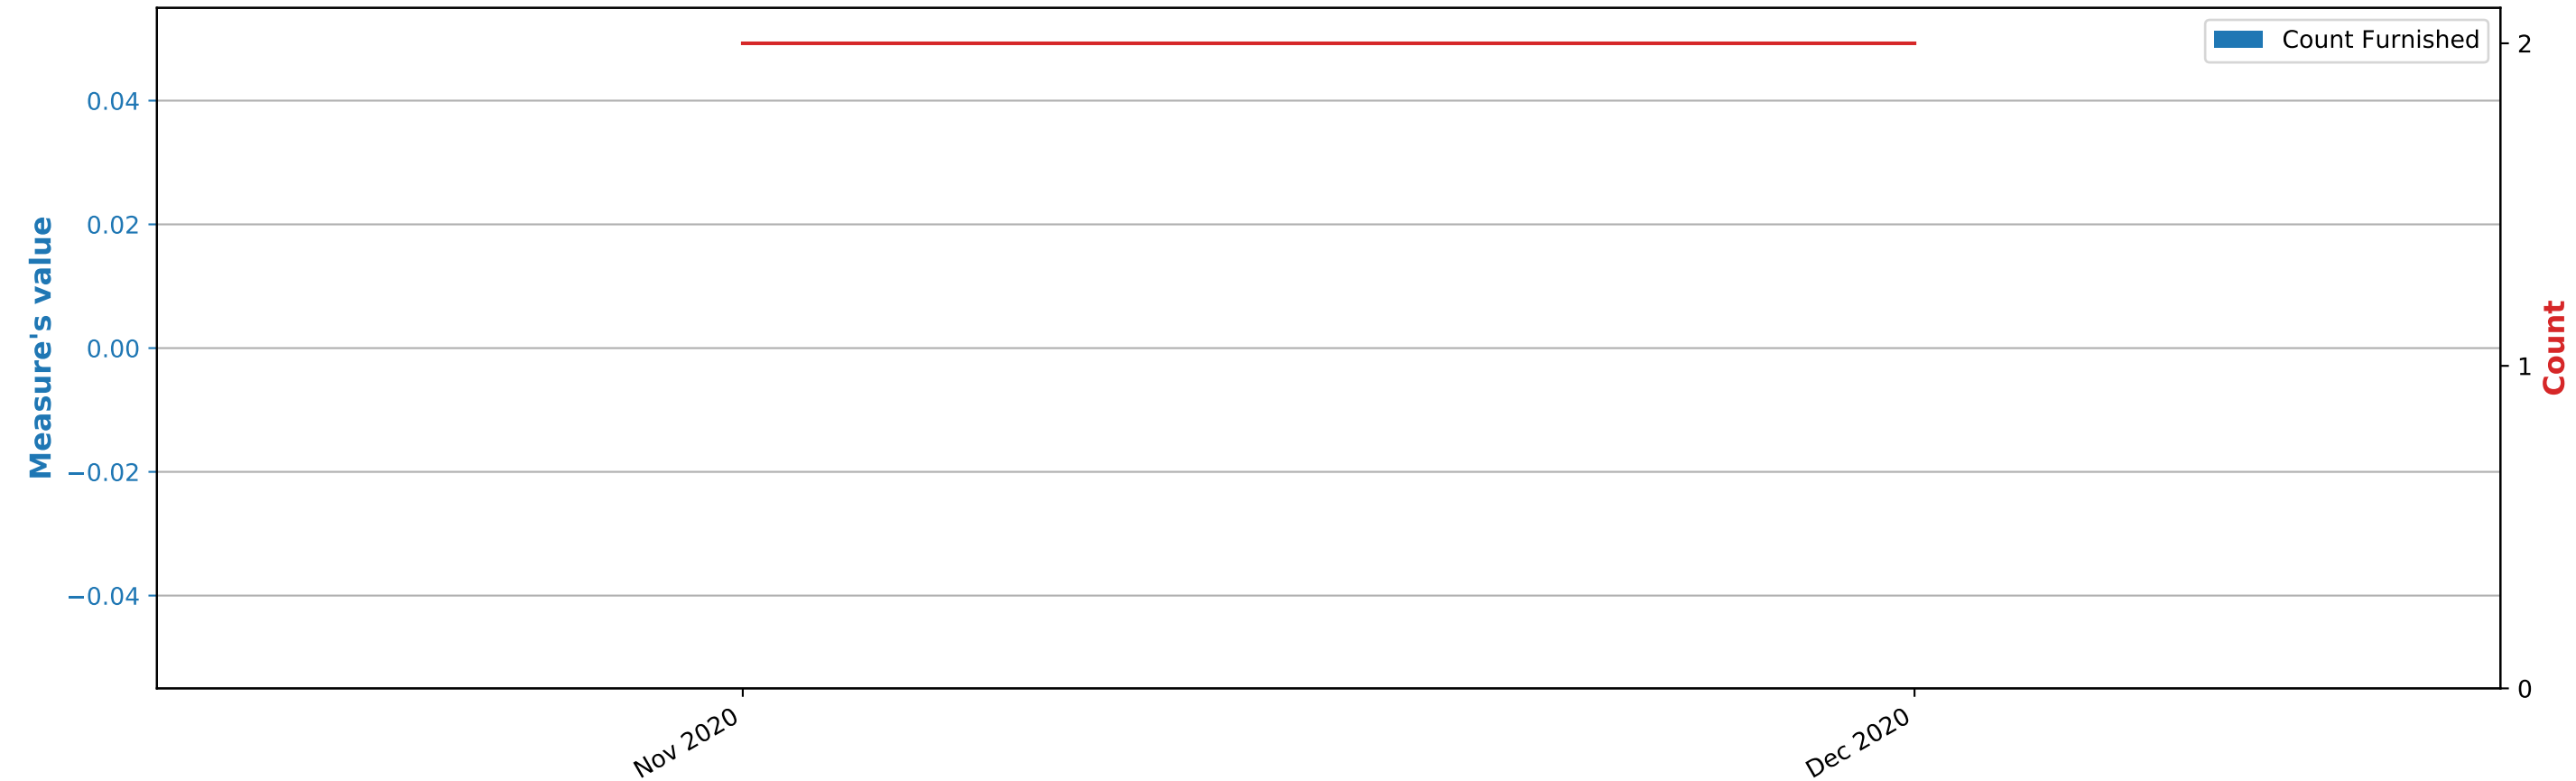 Count Furnished
Measure's value
0.04
0.02
0.00
−0.02
−0.04
2
1
0
Count
Nov 2020
Dec 2020